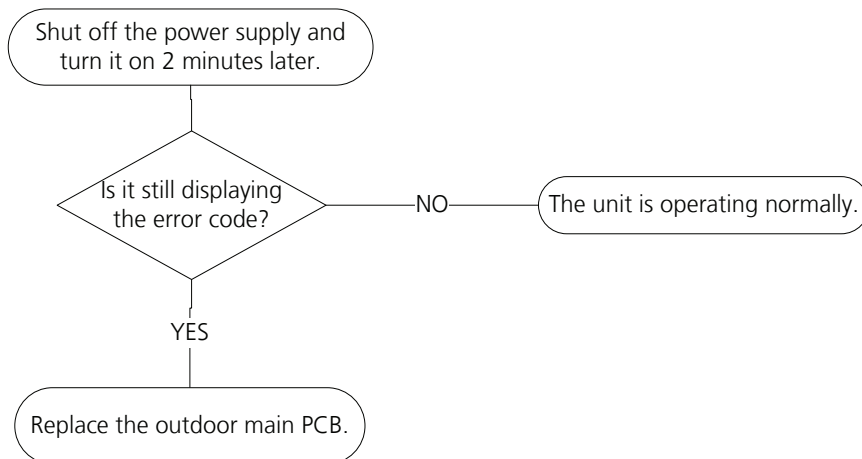 Shut off the power supply and
turn it on 2 minutes later.
Is it still displaying
the error code?
NO
The unit is operating normally.
YES
Replace the outdoor main PCB.